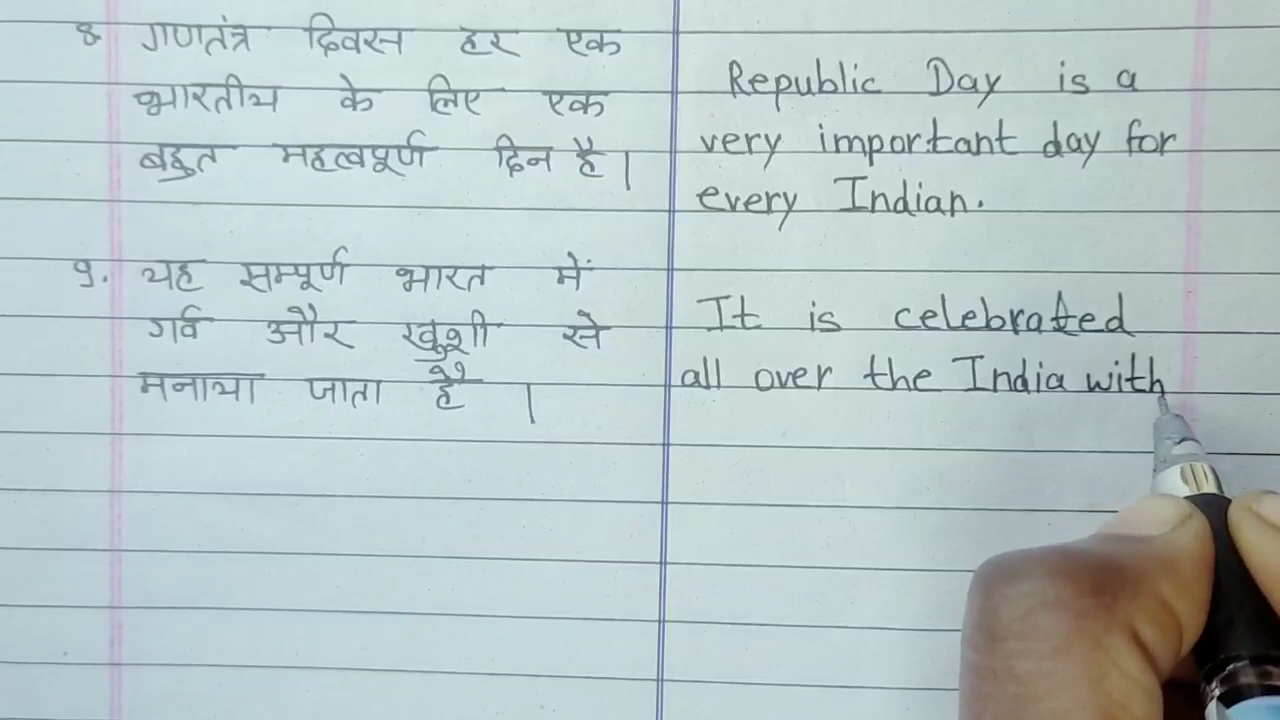 8 गणतंत्र दिवस हर एक
भारतीय के लिए एक
बहुत महत्वपूर्ण दिन है।
Republic Day is a
very important day for
every Indian.
9. यह सम्पूर्ण भारत में
गर्व और खुशी से
मनाया जाता है ।
It is celebrated
all over the India with